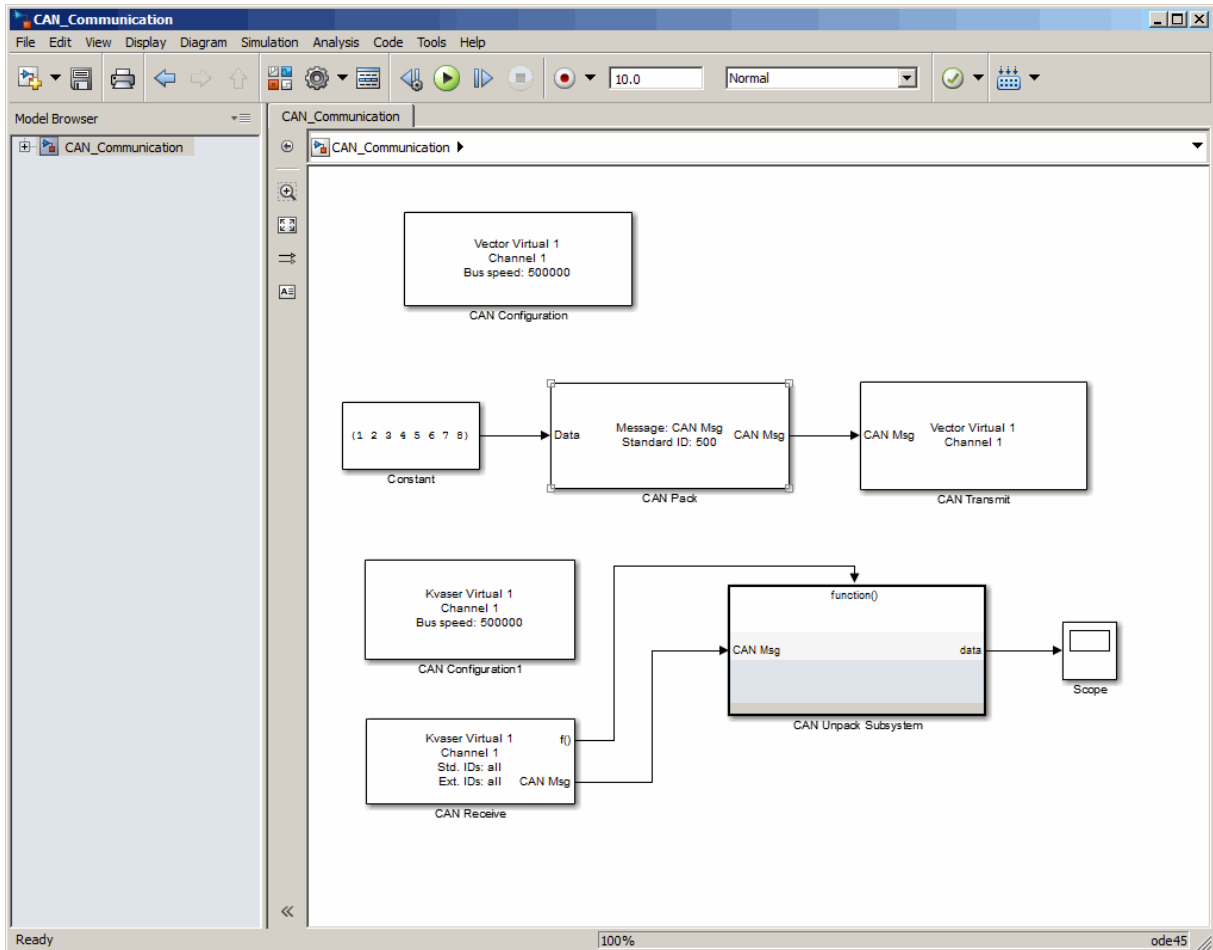 CAN_Communication
File Edit View Display Diagram Simulation Analysis Code Tools Help
10.0
Normal
Model Browser
CAN_Communication
CAN_Communication
CAN_Communication
Vector Virtual 1
Channel 1
Bus speed: 500000
CAN Configuration
(1 2 3 4 5 6 7 8)
Constant
Data
Message: CAN Msg
Standard ID: 500
CAN Msg
CAN Pack
CAN Msg
Vector Virtual 1
Channel 1
CAN Transmit
Kvaser Virtual 1
Channel 1
Bus speed: 500000
CAN Configuration1
function()
CAN Msg
data
CAN Unpack Subsystem
Scope
Kvaser Virtual 1
Channel 1
Std. IDs: all
Ext. IDs: all
f()
CAN Msg
CAN Receive
Ready
100%
ode45